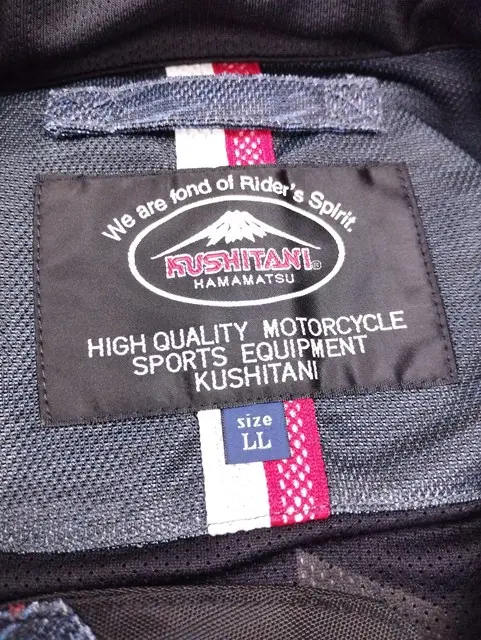 We are fond of Rider's Spirit.
KUSHITANI®
HAMAMATSU
HIGH QUALITY MOTORCYCLE
SPORTS EQUIPMENT
KUSHITANI
size
LL